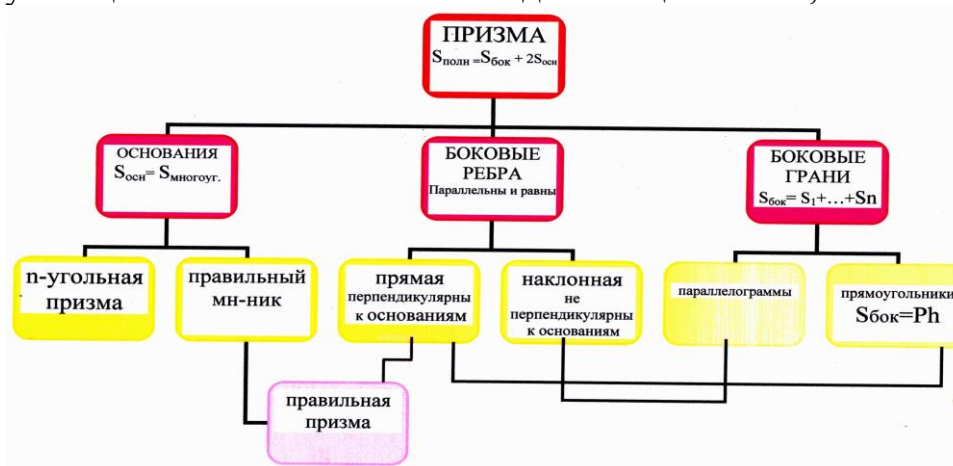 ПРИЗМА
Sполн =Sбок + 2Sосн
ОСНОВАНИЯ
Sосн= Sмногоуг.
БОКОВЫЕ
РЕБРА
Параллельны и равны
БОКОВЫЕ
ГРАНИ
Sбок= S1+…+Sn
n-угольная
призма
правильный
мн-ник
прямая
перпендикулярны
к основаниям
наклонная
не
перпендикулярны
к основаниям
параллелограммы
прямоугольники
Sбок=Ph
правильная
призма